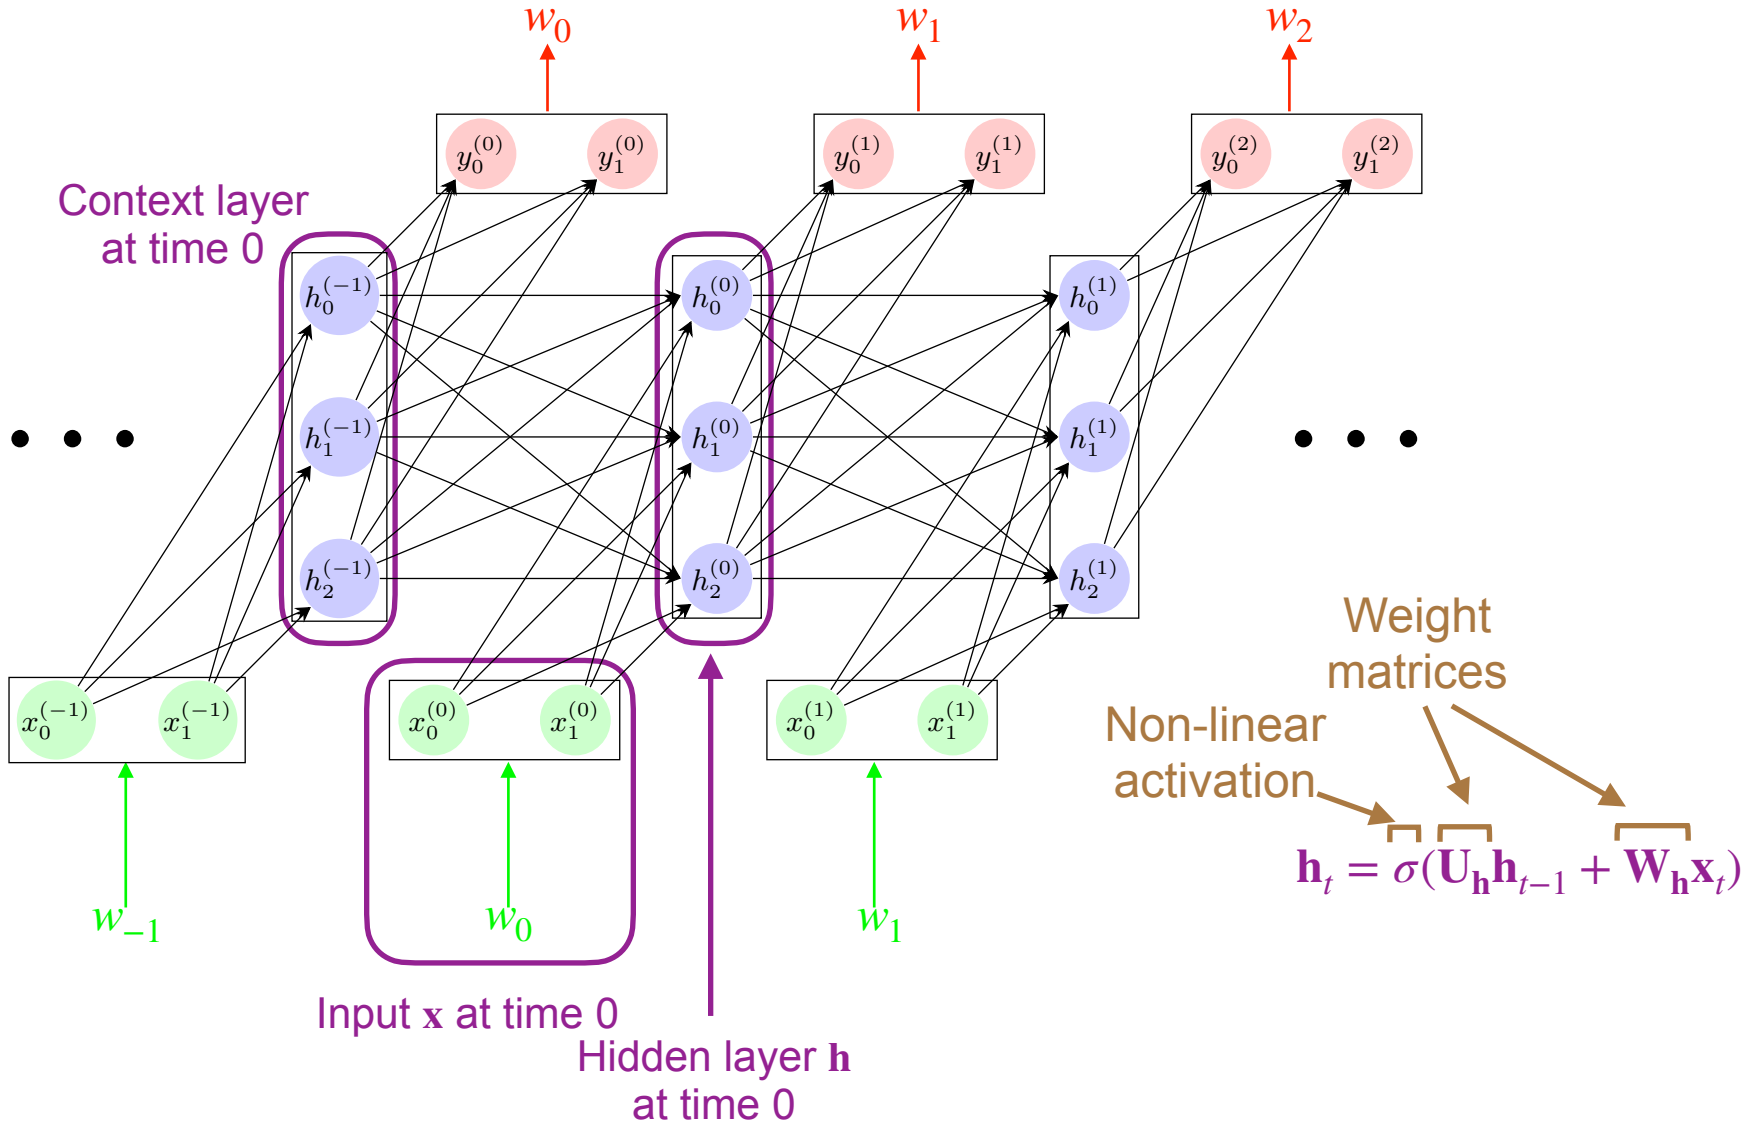 w₀ w₁ w₂
y₀⁽⁰⁾ y₁⁽⁰⁾ y₀⁽¹⁾ y₁⁽¹⁾ y₀⁽²⁾ y₁⁽²⁾
Context layer
at time 0
h₀⁽⁻¹⁾ h₀⁽⁰⁾ h₀⁽¹⁾
• • • h₁⁽⁻¹⁾ h₁⁽⁰⁾ h₁⁽¹⁾ • • •
h₂⁽⁻¹⁾ h₂⁽⁰⁾ h₂⁽¹⁾
x₀⁽⁻¹⁾ x₁⁽⁻¹⁾ x₀⁽⁰⁾ x₁⁽⁰⁾ x₀⁽¹⁾ x₁⁽¹⁾
w₋₁ w₀ w₁
Weight
matrices
Non-linear
activation
𝐡ₜ = σ(𝐔_𝐡𝐡ₜ₋₁ + 𝐖_𝐡𝐱ₜ)
Input 𝐱 at time 0
Hidden layer 𝐡
at time 0